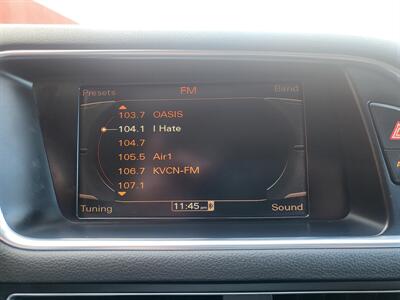 Presets FM Band
103.7 OASIS
104.1 I Hate
104.7
105.5 Air1
106.7 KVCN-FM
107.1
Tuning 11:45 Sound